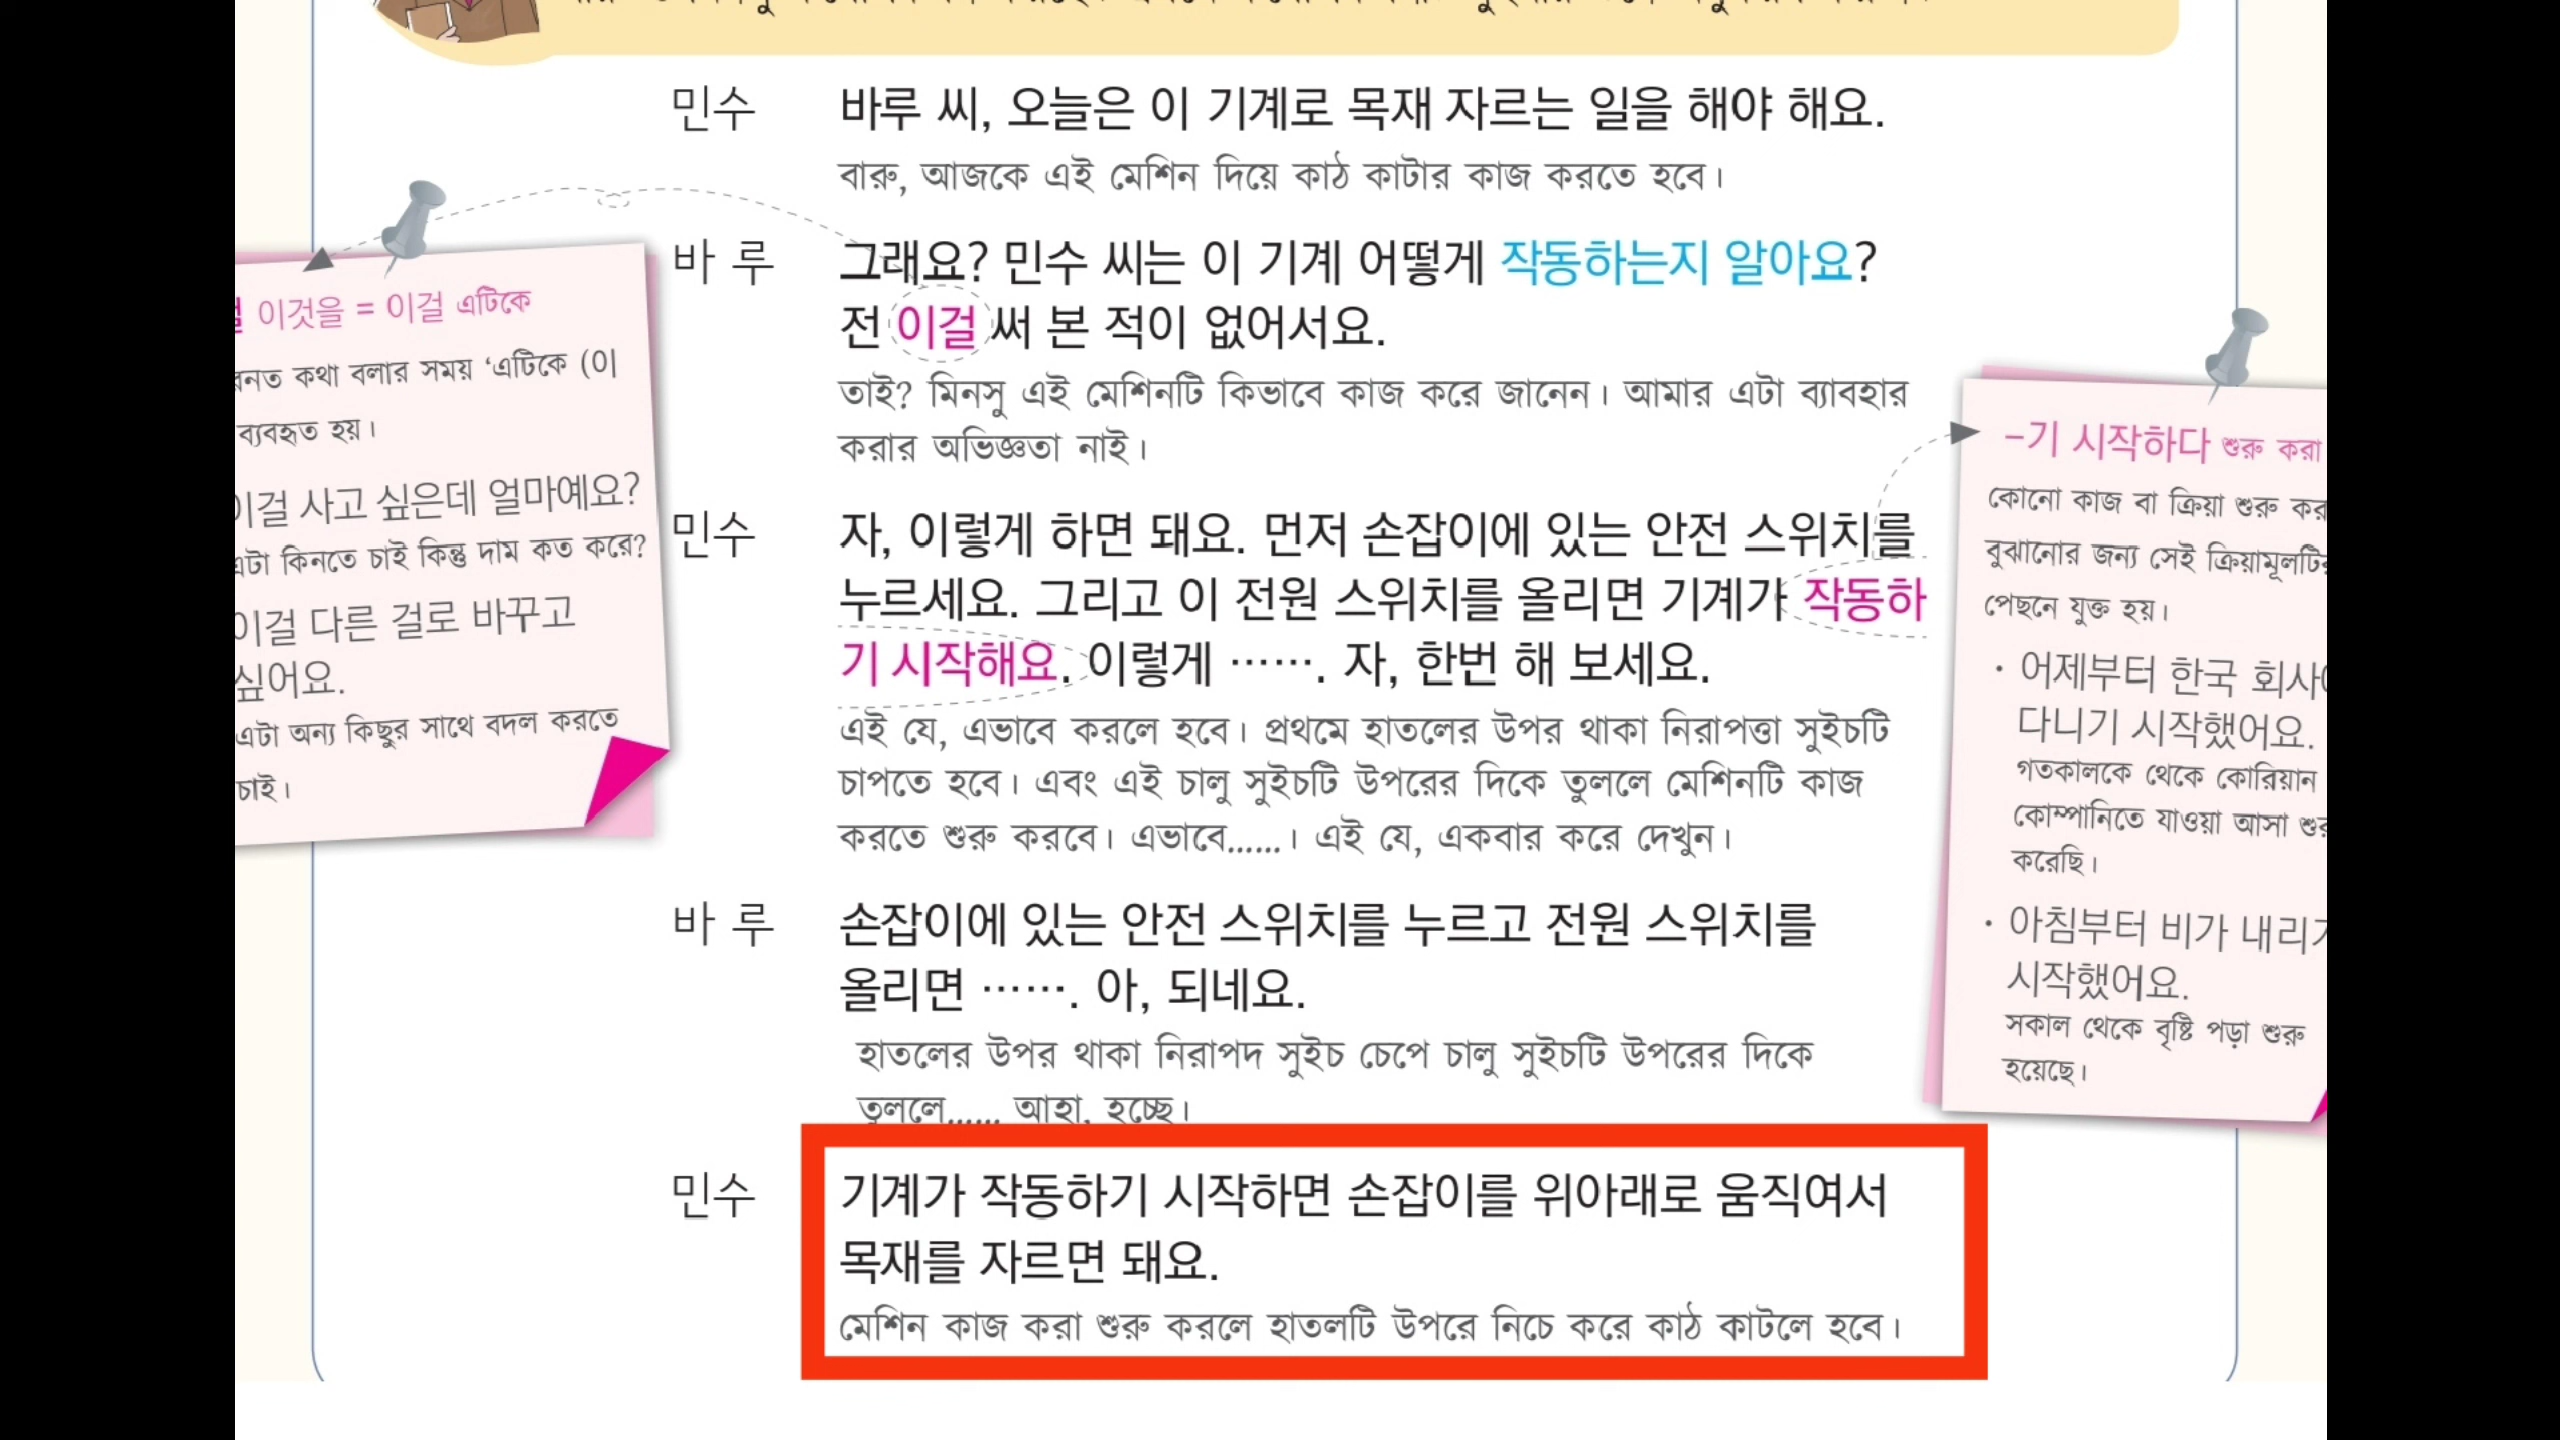 민수 바루 씨, 오늘은 이 기계로 목재 자르는 일을 해야 해요.
বারু, আজকে এই মেশিন দিয়ে কাঠ কাটার কাজ করতে হবে।
바 루 그래요? 민수 씨는 이 기계 어떻게 작동하는지 알아요?
전 이걸 써 본 적이 없어서요.
তাই? মিনসু এই মেশিনটি কিভাবে কাজ করে জানেন। আমার এটা ব্যাবহার
করার অভিজ্ঞতা নাই।
민수 자, 이렇게 하면 돼요. 먼저 손잡이에 있는 안전 스위치를
누르세요. 그리고 이 전원 스위치를 올리면 기계가 작동하
기 시작해요. 이렇게 ……. 자, 한번 해 보세요.
এই যে, এভাবে করলে হবে। প্রথমে হাতলের উপর থাকা নিরাপত্তা সুইচটি
চাপতে হবে। এবং এই চালু সুইচটি উপরের দিকে তুললে মেশিনটি কাজ
করতে শুরু করবে। এভাবে......। এই যে, একবার করে দেখুন।
바 루 손잡이에 있는 안전 스위치를 누르고 전원 스위치를
올리면 ……. 아, 되네요.
হাতলের উপর থাকা নিরাপদ সুইচ চেপে চালু সুইচটি উপরের দিকে
তুললে...... আহা, হচ্ছে।
민수 기계가 작동하기 시작하면 손잡이를 위아래로 움직여서
목재를 자르면 돼요.
মেশিন কাজ করা শুরু করলে হাতলটি উপরে নিচে করে কাঠ কাটলে হবে।
이것을 = 이걸 এটিকে
কথা বলার সময় ‘এটিকে (이
ব্যবহৃত হয়।
이걸 사고 싶은데 얼마예요?
এটা কিনতে চাই কিন্তু দাম কত করে?
이걸 다른 걸로 바꾸고
싶어요.
এটা অন্য কিছুর সাথে বদল করতে
চাই।
–기 시작하다 শুরু করা
কোনো কাজ বা ক্রিয়া শুরু কর
বুঝানোর জন্য সেই ক্রিয়ামূলটির
পেছনে যুক্ত হয়।
· 어제부터 한국 회사에
다니기 시작했어요.
গতকালকে থেকে কোরিয়ান
কোম্পানিতে যাওয়া আসা শুরু
করেছি।
· 아침부터 비가 내리기
시작했어요.
সকাল থেকে বৃষ্টি পড়া শুরু
হয়েছে।